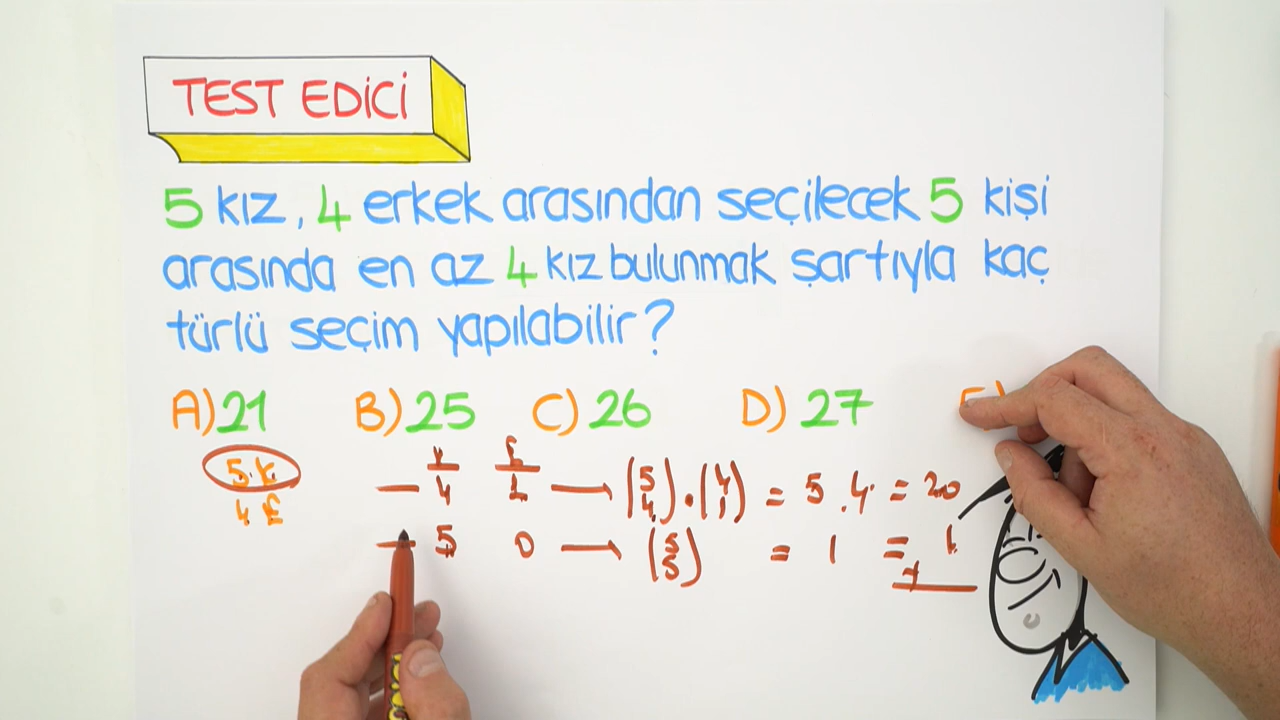 TEST EDİCİ
5 kız, 4 erkek arasından seçilecek 5 kişi
arasında en az 4 kız bulunmak şartıyla kaç
türlü seçim yapılabilir?
A) 21 B) 25 C) 26 D) 27
5 K
4 E
K E
— 4 1 → (5 4) . (4 1) = 5 . 4 = 20
— 5 0 → (5 5) = 1 = 1
+